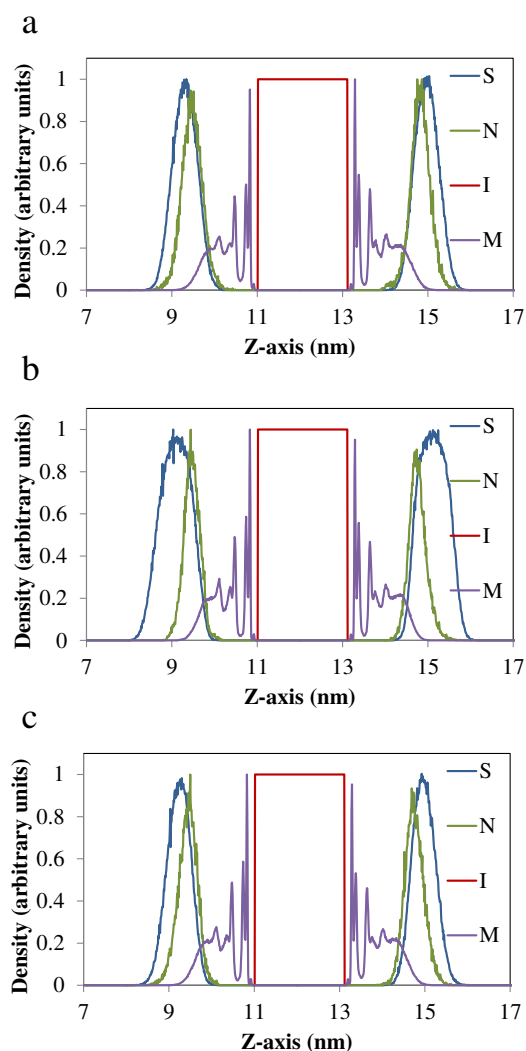 a
Density (arbitrary units)
1
0.8
0.6
0.4
0.2
0
7 9 11 13 15 17
Z-axis (nm)
S
N
I
M
b
Density (arbitrary units)
1
0.8
0.6
0.4
0.2
0
7 9 11 13 15 17
Z-axis (nm)
S
N
I
M
c
Density (arbitrary units)
1
0.8
0.6
0.4
0.2
0
7 9 11 13 15 17
Z-axis (nm)
S
N
I
M